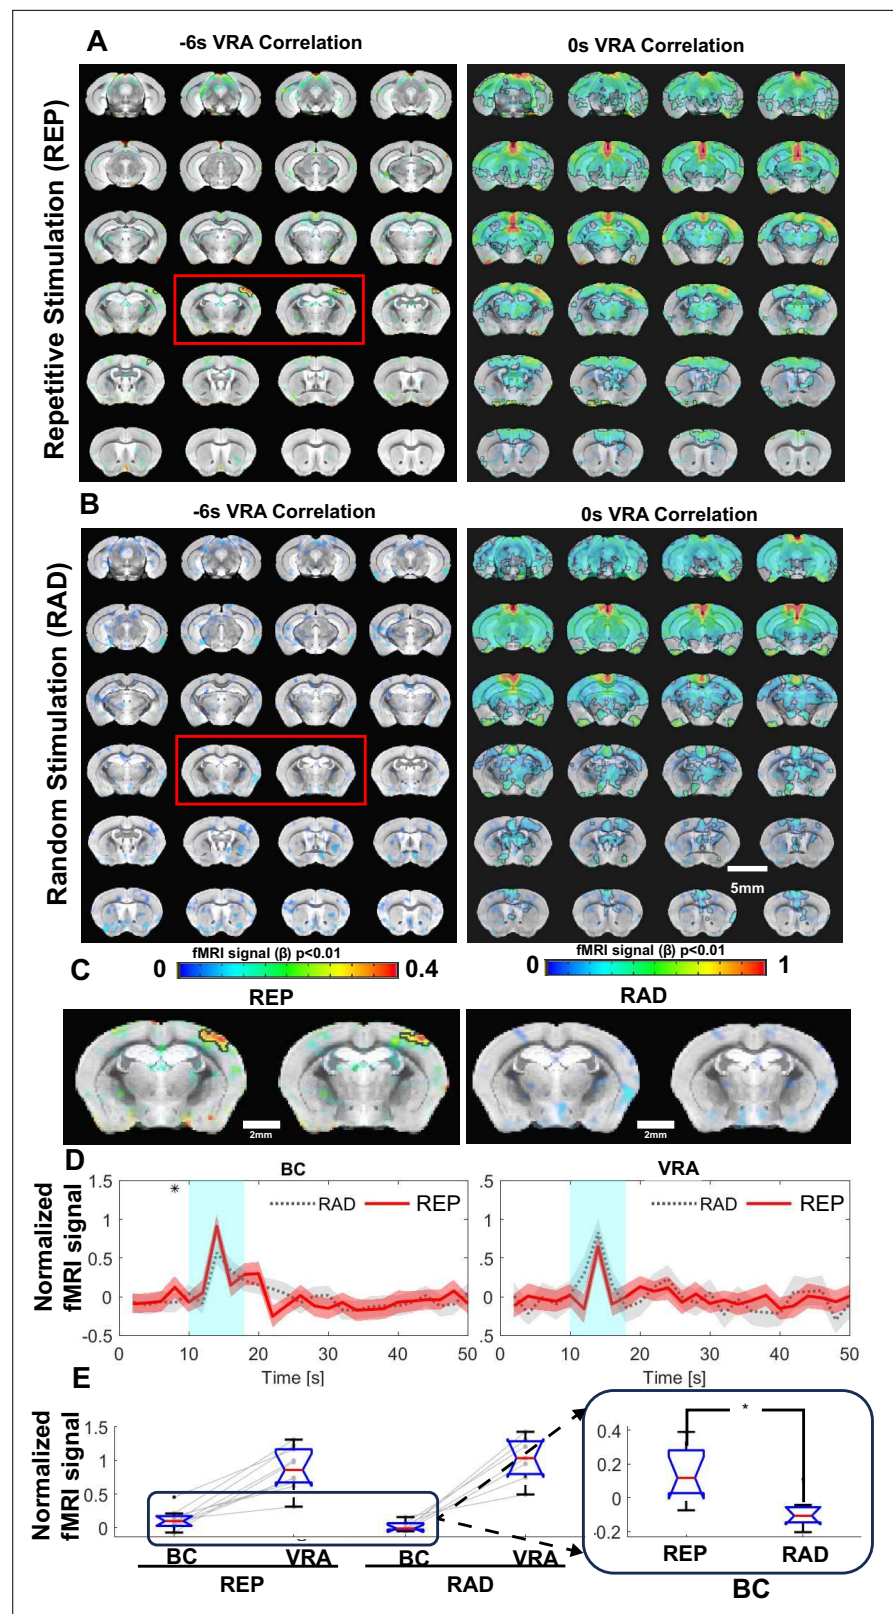 A
-6s VRA Correlation
0s VRA Correlation
Repetitive Stimulation (REP)
B
-6s VRA Correlation
0s VRA Correlation
Random Stimulation (RAD)
5mm
fMRI signal (β) p<0.01
0
0.4
fMRI signal (β) p<0.01
0
1
C
REP
RAD
2mm
2mm
D
BC
VRA
Normalized
fMRI signal
1.5
1
0.5
0
-0.5
*
RAD
REP
0
10
20
30
40
50
Time [s]
1.5
1
0.5
0
.5
RAD
REP
0
10
20
30
40
50
Time [s]
E
Normalized
fMRI signal
1.5
1
0.5
0
BC
VRA
BC
VRA
REP
RAD
0.4
0.2
0
-0.2
*
REP
RAD
BC